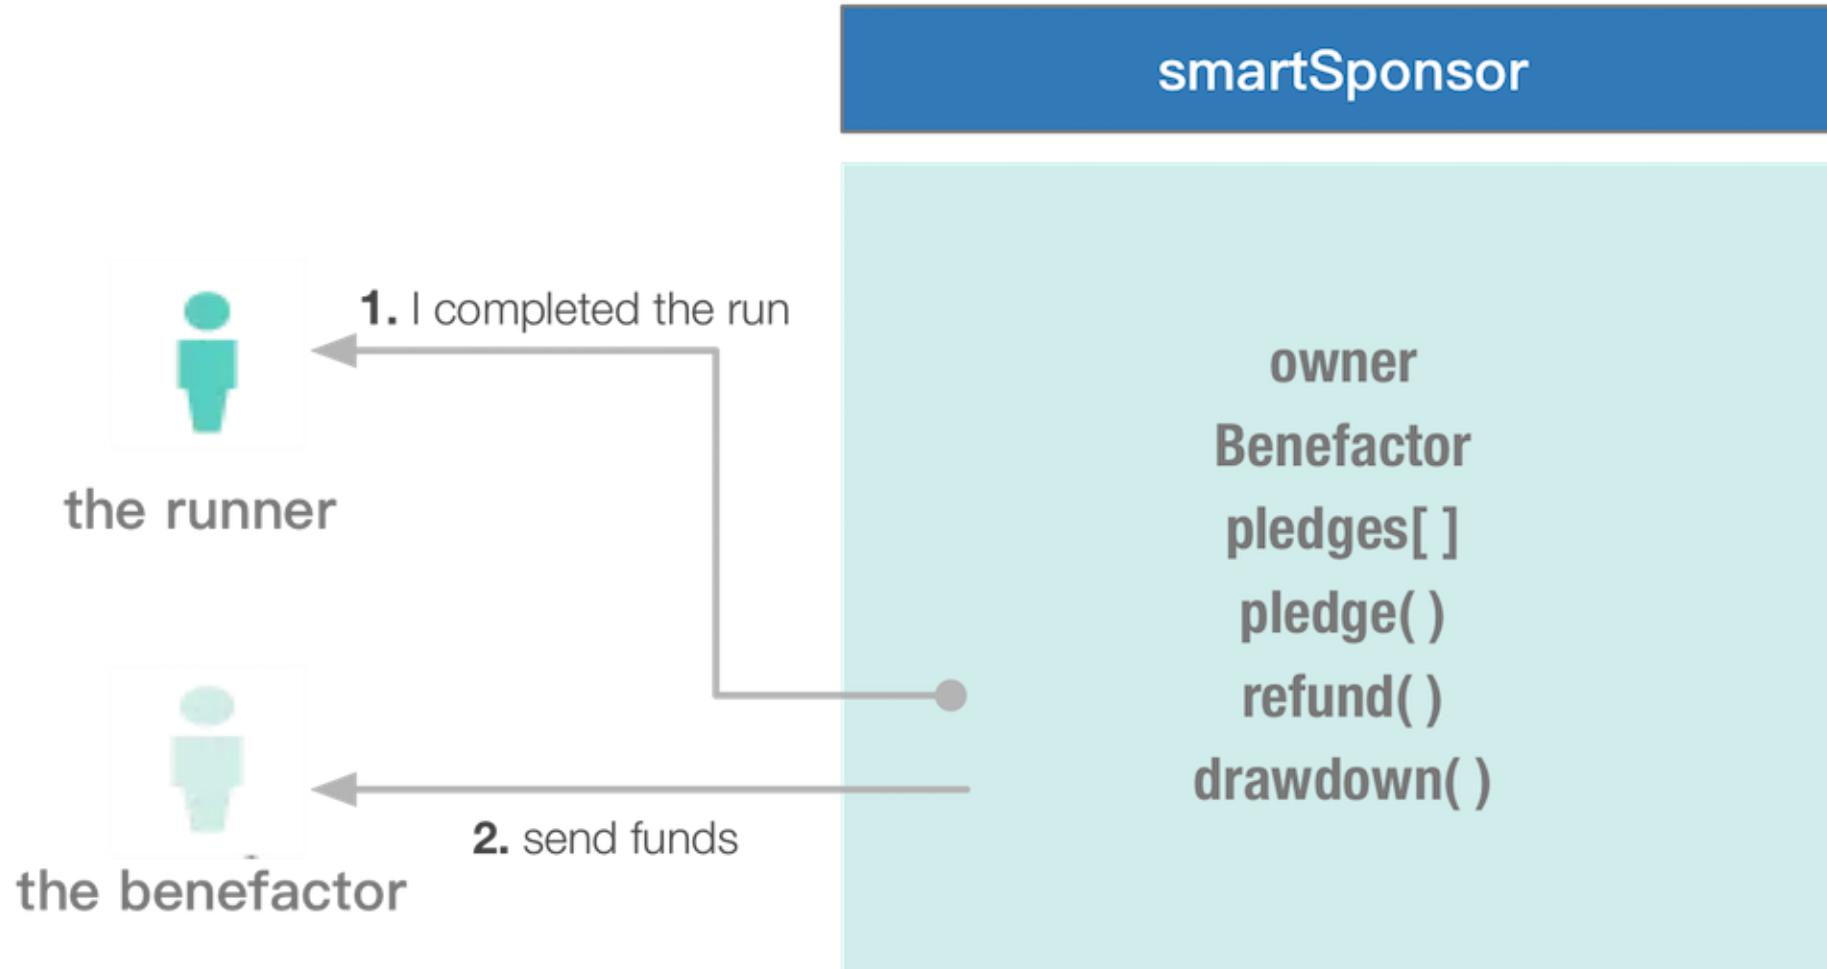 smartSponsor
1. I completed the run
the runner
owner
Benefactor
pledges[ ]
pledge( )
refund( )
drawdown( )
2. send funds
the benefactor